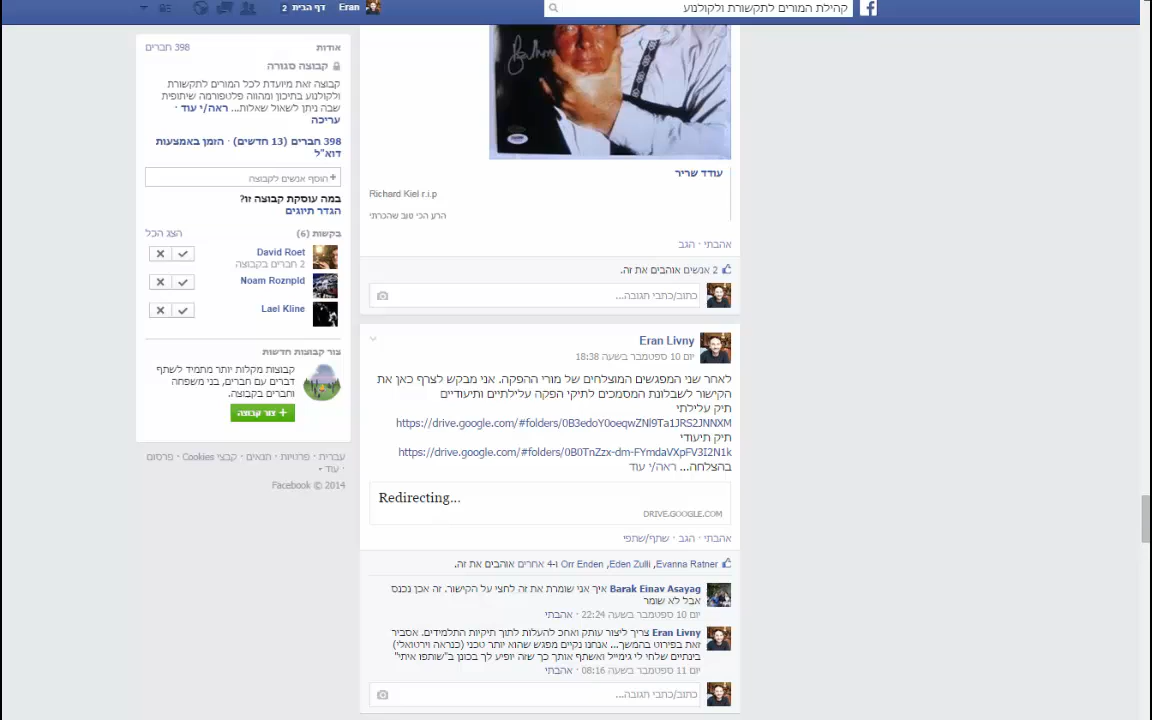 קהילת המורים לתקשורת ולקולנוע
Eran דף הבית 2
עודד שריר
Richard Kiel r.i.p
הרע הכי טוב שהכרתי
אהבתי · הגב
2 אנשים אוהבים את זה.
כתוב/כתבי תגובה...
Eran Livny
יום 10 ספטמבר בשעה 18:38
לאחר שני המפגשים המוצלחים של מורי ההפקה. אני מבקש לצרף כאן את
הקישור לשבלונת המסמכים לתיקי הפקה עלילתיים ותיעודיים
תיק עלילתי
https://drive.google.com/#folders/0B3edoY0oeqwZNl9Ta1JRS2JNNXM
תיק תיעודי
https://drive.google.com/#folders/0B0TnZzx-dm-FYmdaVXpFV3I2N1k
בהצלחה... ראה/י עוד
Redirecting...
DRIVE.GOOGLE.COM
אהבתי · הגב · שתף/שתפי
Evanna Ratner, Eden Zulli, Orr Enden ו-4 אחרים אוהבים את זה.
Barak Einav Asayag איך אני שומרת את זה לחצי על הקישור. זה אכן נכנס
אבל לא שומר
יום 10 ספטמבר בשעה 22:24 · אהבתי
Eran Livny צריך ליצור עותק ואחכ להעלות לתוך תיקיות התלמידים. אסביר
זאת בפירוט בהמשך... אנחנו נקיים מפגש שהוא יותר טכני (כנראה וירטואלי)
בינתיים שלחי לי גימייל ואשתף אותך כך שזה יופיע לך בכונן ב"שותפו איתי"
יום 11 ספטמבר בשעה 08:16 · אהבתי
כתוב/כתבי תגובה...
אודות
398 חברים
קבוצה סגורה
קבוצה זאת מיועדת לכל המורים לתקשורת
ולקולנוע בתיכון ומהווה פלטפורמה שיתופית
שבה ניתן לשאול שאלות... ראה/י עוד ·
עריכה
398 חברים (13 חדשים) · הזמן באמצעות
דוא"ל
+ הוסף אנשים לקבוצה
במה עוסקת קבוצה זו?
הגדר תיוגים
בקשות (6)
הצג הכל
David Roet
2 חברים בקבוצה
Noam Roznpld
Lael Kline
צור קבוצות חדשות
קבוצות מקלות יותר מתמיד לשתף
דברים עם חברים, בני משפחה
וחברים בקבוצה.
+ צור קבוצה
עברית · פרטיות · תנאים · קבצי Cookies · פרסום
· עוד
Facebook © 2014